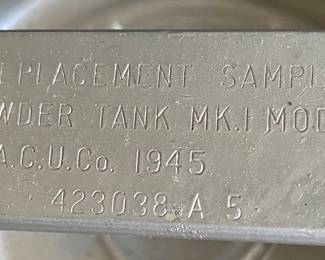 EPLACEMENT SAMPL
WDER TANK MK.I MOD
A.C.U.Co. 1945
423038-A 5